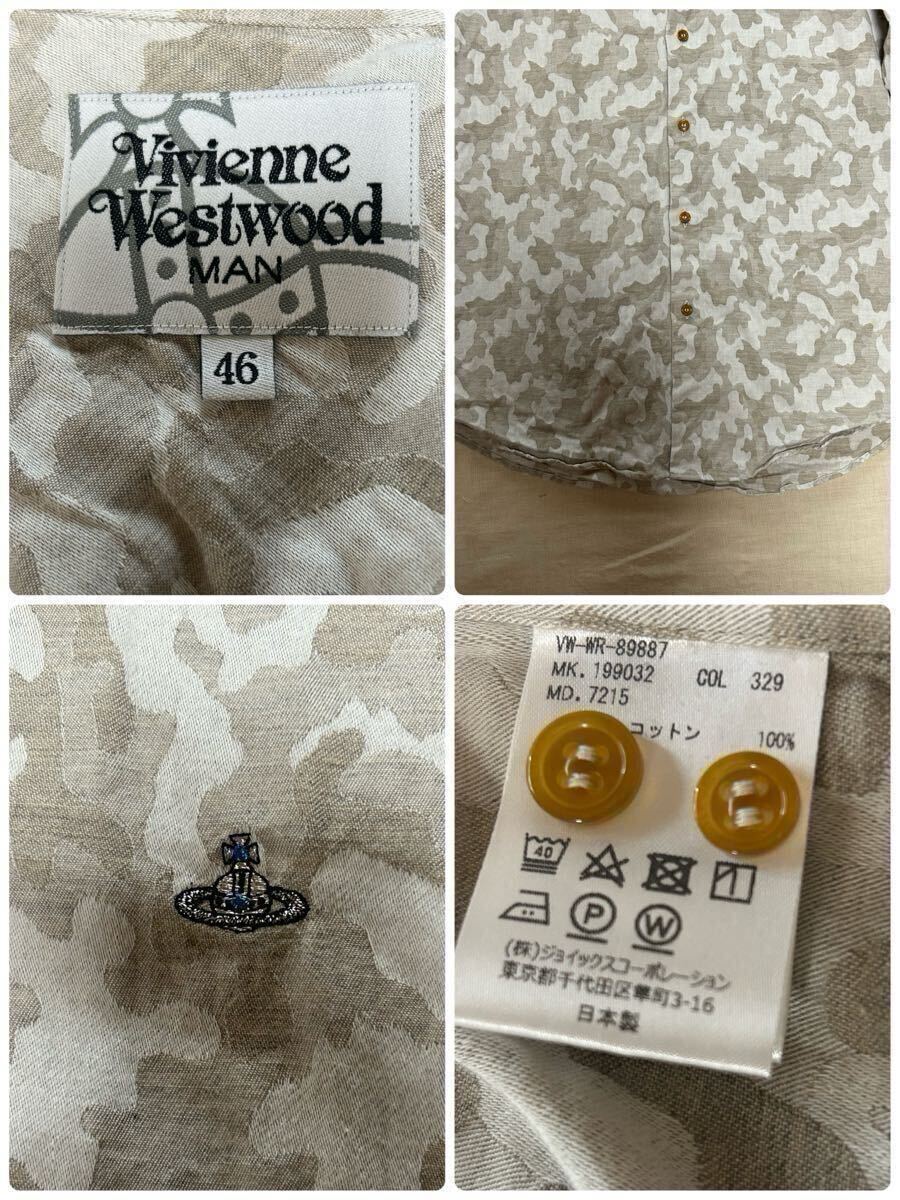 Vivienne
Westwood
MAN
46
VW-WR-89887
MK. 199032 COL 329
MD. 7215
コットン 100%
40
P
W
(株)ジョイックスコーポレーション
東京都千代田区隼町3-16
日本製